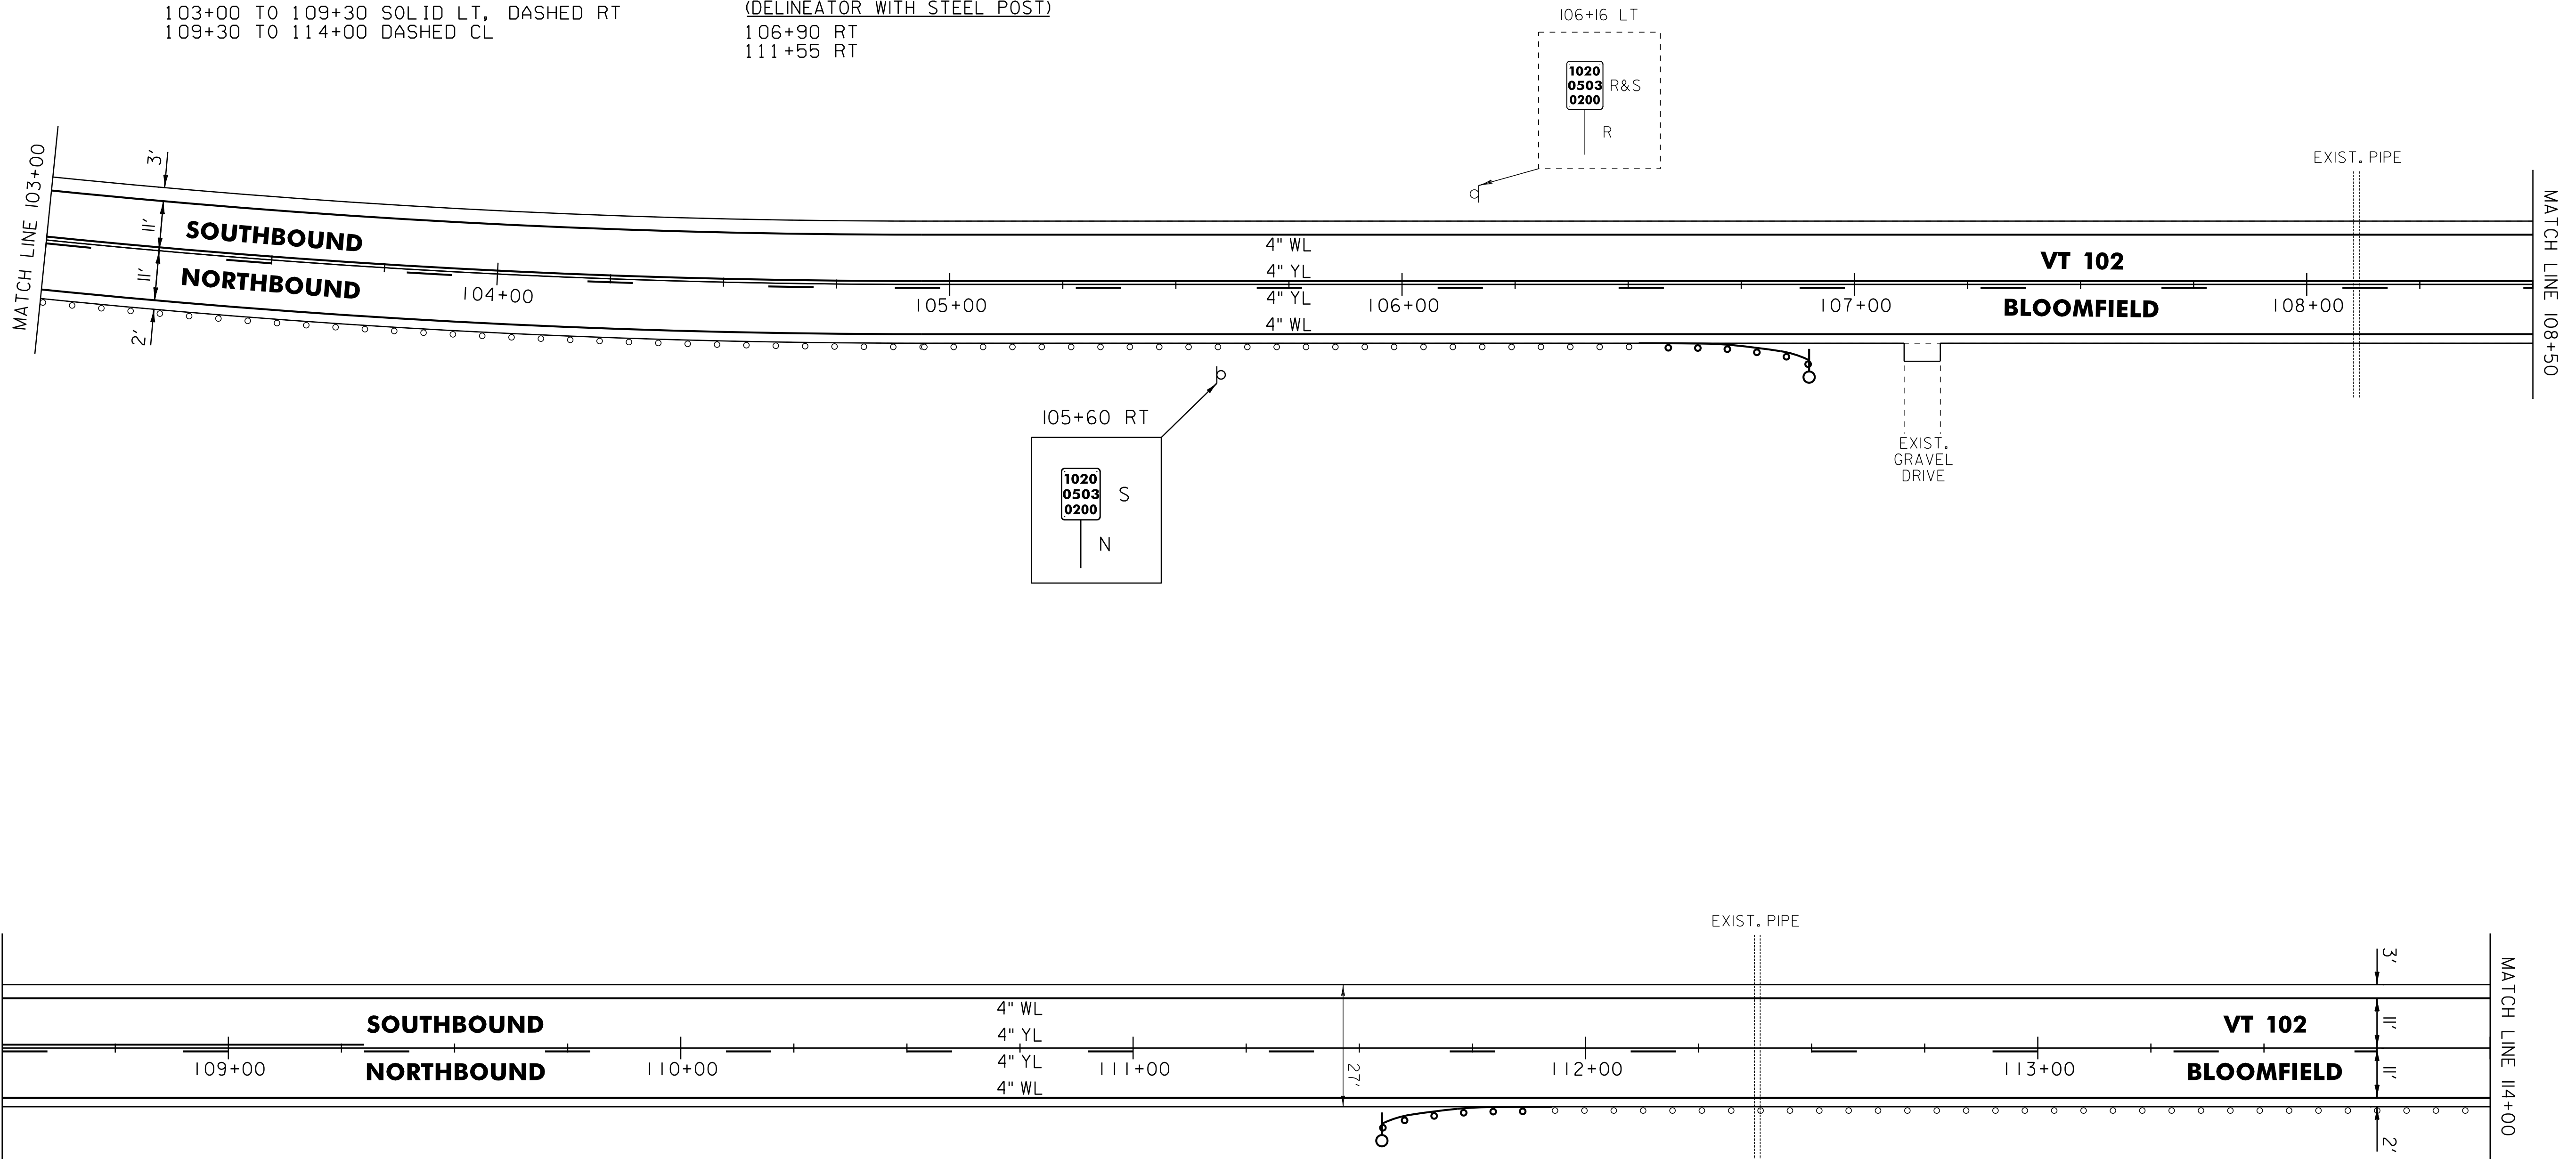 103+00 TO 109+30 SOLID LT, DASHED RT
109+30 TO 114+00 DASHED CL
(DELINEATOR WITH STEEL POST)
106+90 RT
111+55 RT
106+16 LT
1020
0503
0200
R&S
R
MATCH LINE 103+00
3'
11'
11'
2'
SOUTHBOUND
NORTHBOUND
104+00
105+00
106+00
107+00
108+00
4" WL
4" YL
4" YL
4" WL
VT 102
BLOOMFIELD
EXIST. PIPE
MATCH LINE 108+50
105+60 RT
1020
0503
0200
S
N
EXIST.
GRAVEL
DRIVE
SOUTHBOUND
NORTHBOUND
109+00
110+00
111+00
112+00
113+00
4" WL
4" YL
4" YL
4" WL
27'
EXIST. PIPE
VT 102
BLOOMFIELD
3'
11'
11'
2'
MATCH LINE 114+00